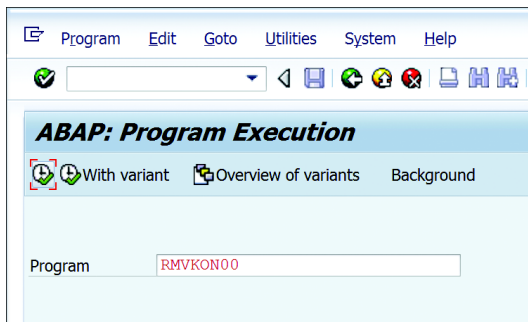 Program Edit Goto Utilities System Help
ABAP: Program Execution
With variant Overview of variants Background
Program RMVKON00